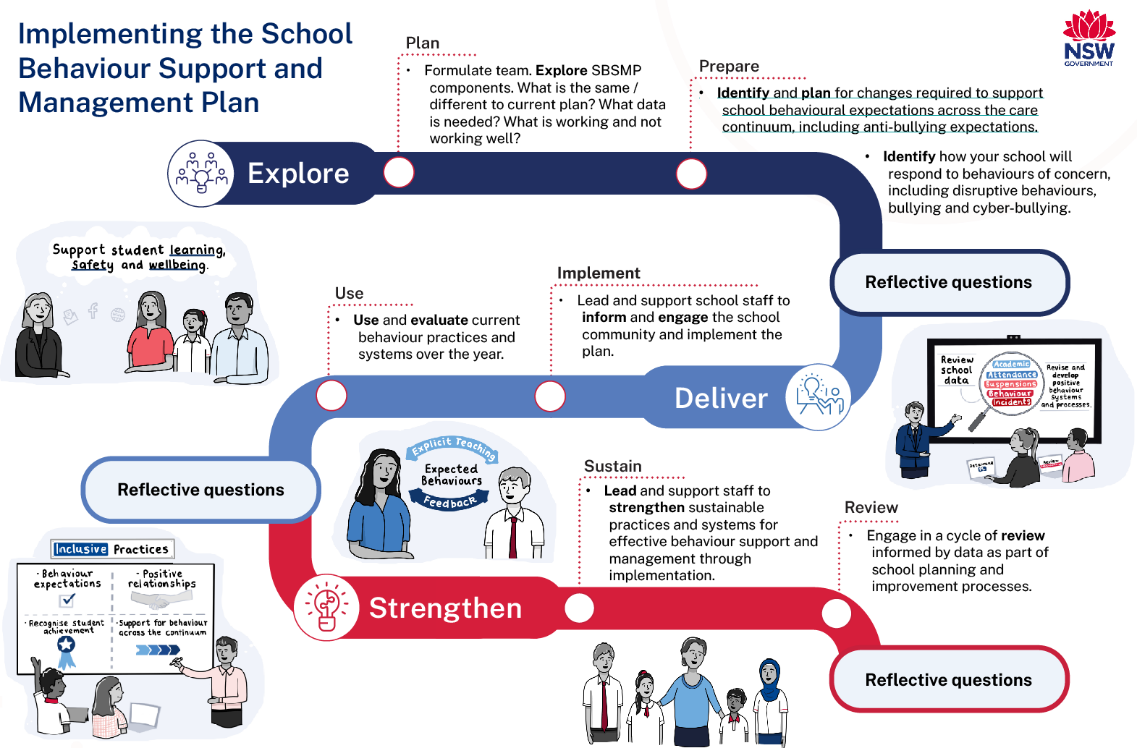 Implementing the School
Behaviour Support and
Management Plan
NSW
GOVERNMENT
Plan
• Formulate team. Explore SBSMP
components. What is the same /
different to current plan? What data
is needed? What is working and not
working well?
Prepare
• Identify and plan for changes required to support
school behavioural expectations across the care
continuum, including anti-bullying expectations.
• Identify how your school will
respond to behaviours of concern,
including disruptive behaviours,
bullying and cyber-bullying.
Explore
Reflective questions
Support student learning,
safety and wellbeing.
Use
• Use and evaluate current
behaviour practices and
systems over the year.
Implement
• Lead and support school staff to
inform and engage the school
community and implement the
plan.
Deliver
Review
school
data
Academic
Attendance
Suspensions
Behaviour
Incidents
Revise and
develop
positive
behaviour
systems
and processes.
Review
Reflective questions
Explicit Teaching
Expected
Behaviours
Feedback
Sustain
• Lead and support staff to
strengthen sustainable
practices and systems for
effective behaviour support and
management through
implementation.
Review
• Engage in a cycle of review
informed by data as part of
school planning and
improvement processes.
Inclusive Practices
· Behaviour
expectations
· Positive
relationships
· Recognise student
achievement
· Support for behaviour
across the continuum
Strengthen
Reflective questions